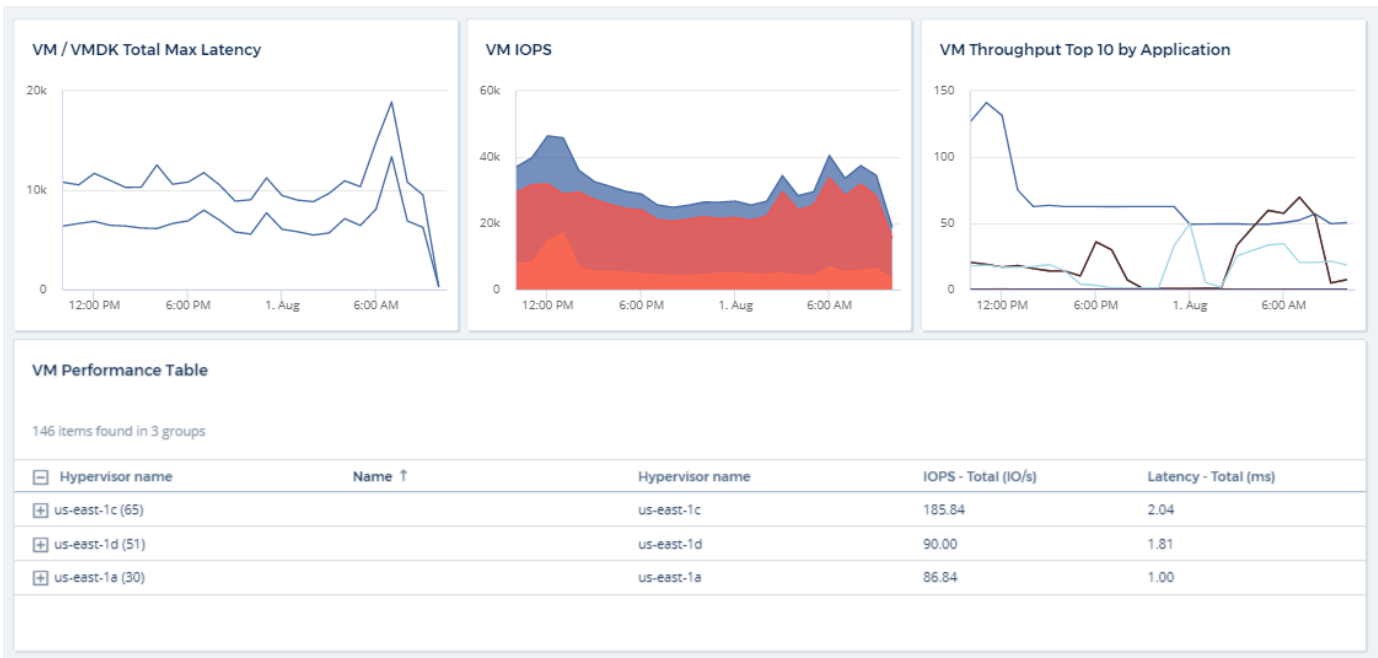 VM / VMDK Total Max Latency
20k
10k
0
12:00 PM 6:00 PM 1. Aug 6:00 AM
VM IOPS
60k
40k
20k
0
12:00 PM 6:00 PM 1. Aug 6:00 AM
VM Throughput Top 10 by Application
150
100
50
0
12:00 PM 6:00 PM 1. Aug 6:00 AM
VM Performance Table
146 items found in 3 groups
Hypervisor name Name ↑ Hypervisor name IOPS - Total (IO/s) Latency - Total (ms)
us-east-1c (65) us-east-1c 185.84 2.04
us-east-1d (51) us-east-1d 90.00 1.81
us-east-1a (30) us-east-1a 86.84 1.00